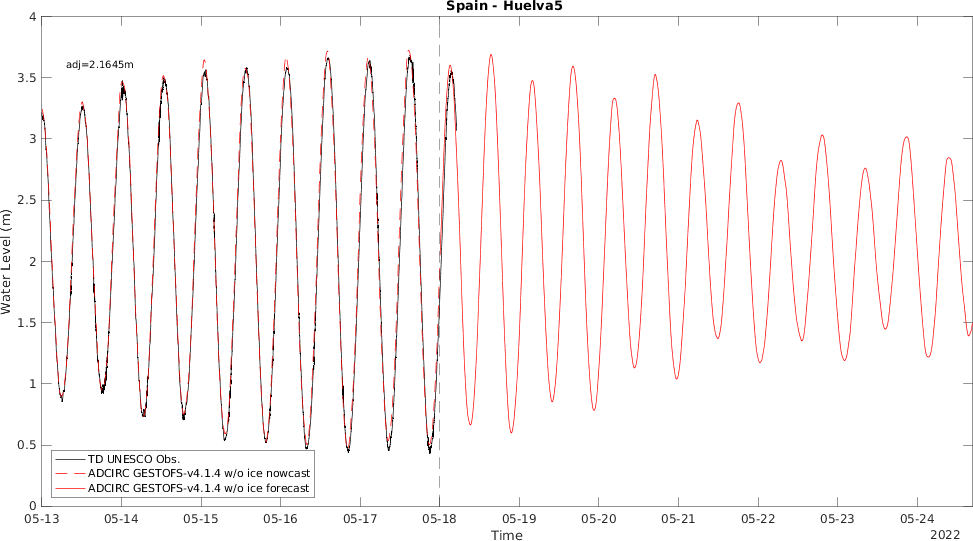 Spain - Huelva5
4
adj=2.1645m
3.5
3
2.5
2
1.5
1
0.5
0
Water Level (m)
TD UNESCO Obs.
ADCIRC GESTOFS-v4.1.4 w/o ice nowcast
ADCIRC GESTOFS-v4.1.4 w/o ice forecast
05-13 05-14 05-15 05-16 05-17 05-18 05-19 05-20 05-21 05-22 05-23 05-24
Time
2022